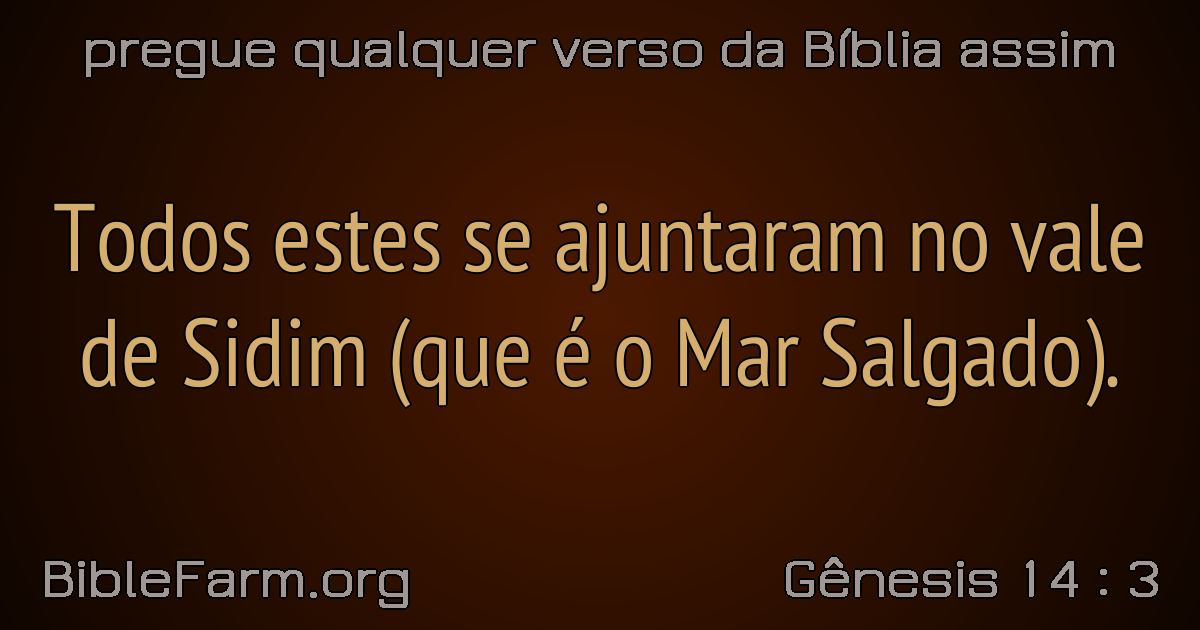 pregue qualquer verso da Bíblia assim
Todos estes se ajuntaram no vale
de Sidim (que é o Mar Salgado).
BibleFarm.org
Gênesis 14 : 3